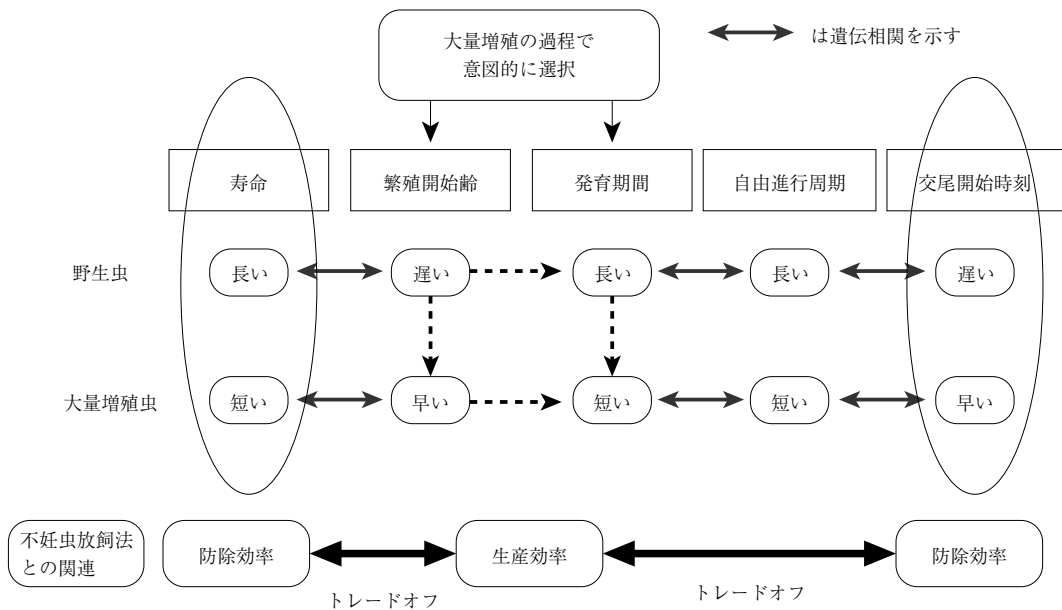 大量増殖の過程で
意図的に選択
は遺伝相関を示す
寿命
繁殖開始齢
発育期間
自由進行周期
交尾開始時刻
野生虫
長い
遅い
長い
長い
遅い
大量増殖虫
短い
早い
短い
短い
早い
不妊虫放飼法
との関連
防除効率
生産効率
防除効率
トレードオフ
トレードオフ